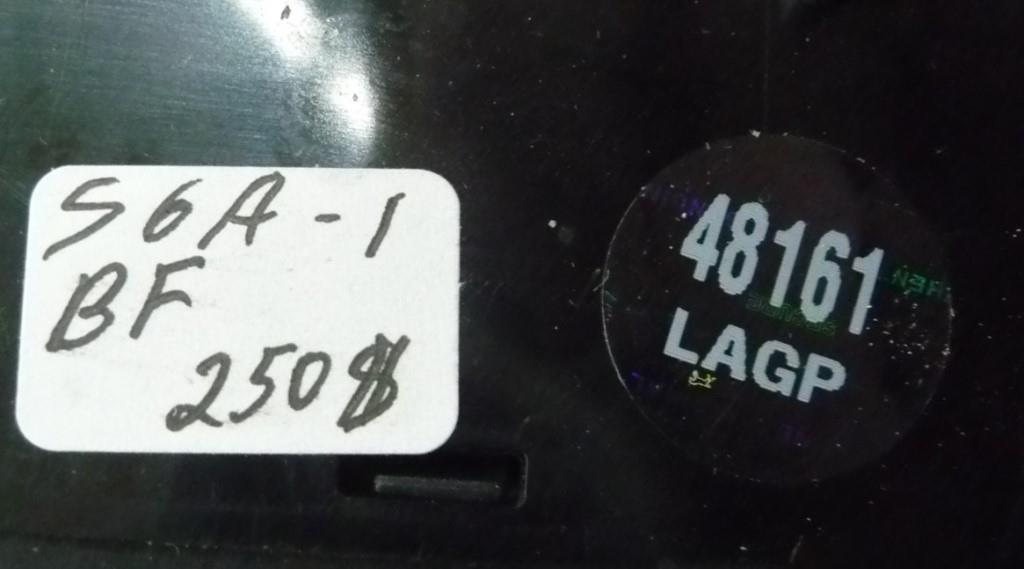 S6A-1
BF
250$
48161
LAGP